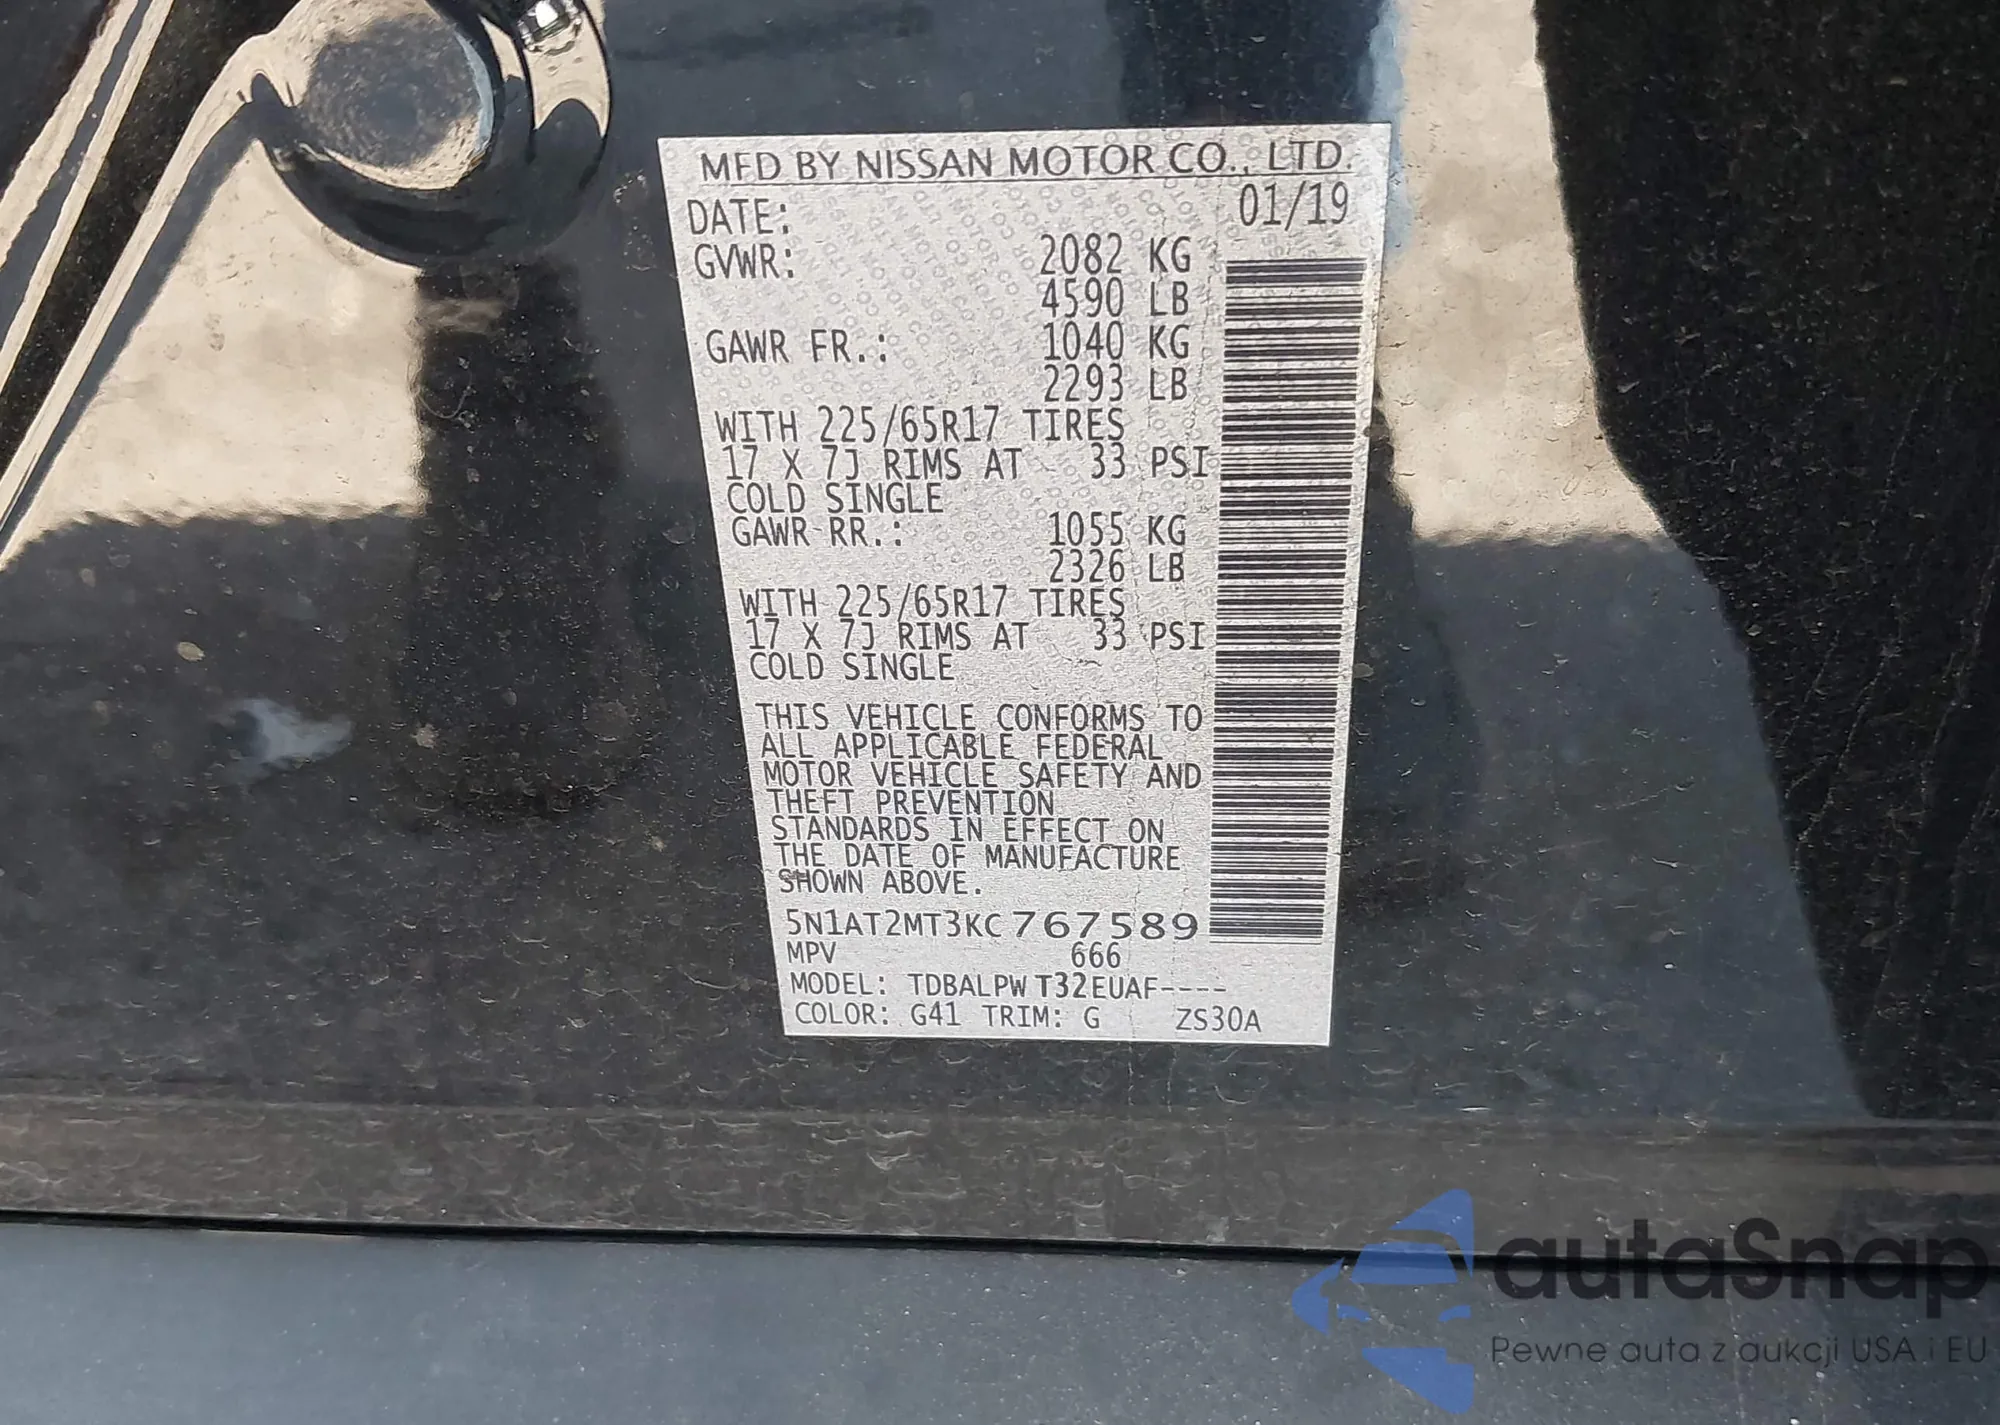 MFD BY NISSAN MOTOR CO., LTD.
DATE: 01/19
GVWR: 2082 KG
4590 LB
GAWR FR.: 1040 KG
2293 LB
WITH 225/65R17 TIRES
17 X 7J RIMS AT 33 PSI
COLD SINGLE
GAWR RR.: 1055 KG
2326 LB
WITH 225/65R17 TIRES
17 X 7J RIMS AT 33 PSI
COLD SINGLE
THIS VEHICLE CONFORMS TO
ALL APPLICABLE FEDERAL
MOTOR VEHICLE SAFETY AND
THEFT PREVENTION
STANDARDS IN EFFECT ON
THE DATE OF MANUFACTURE
SHOWN ABOVE.
5N1AT2MT3KC767589
MPV 666
MODEL: TDBALPW T32EUAF----
COLOR: G41 TRIM: G ZS30A
autaSnap
Pewne auta z aukcji USA i EU